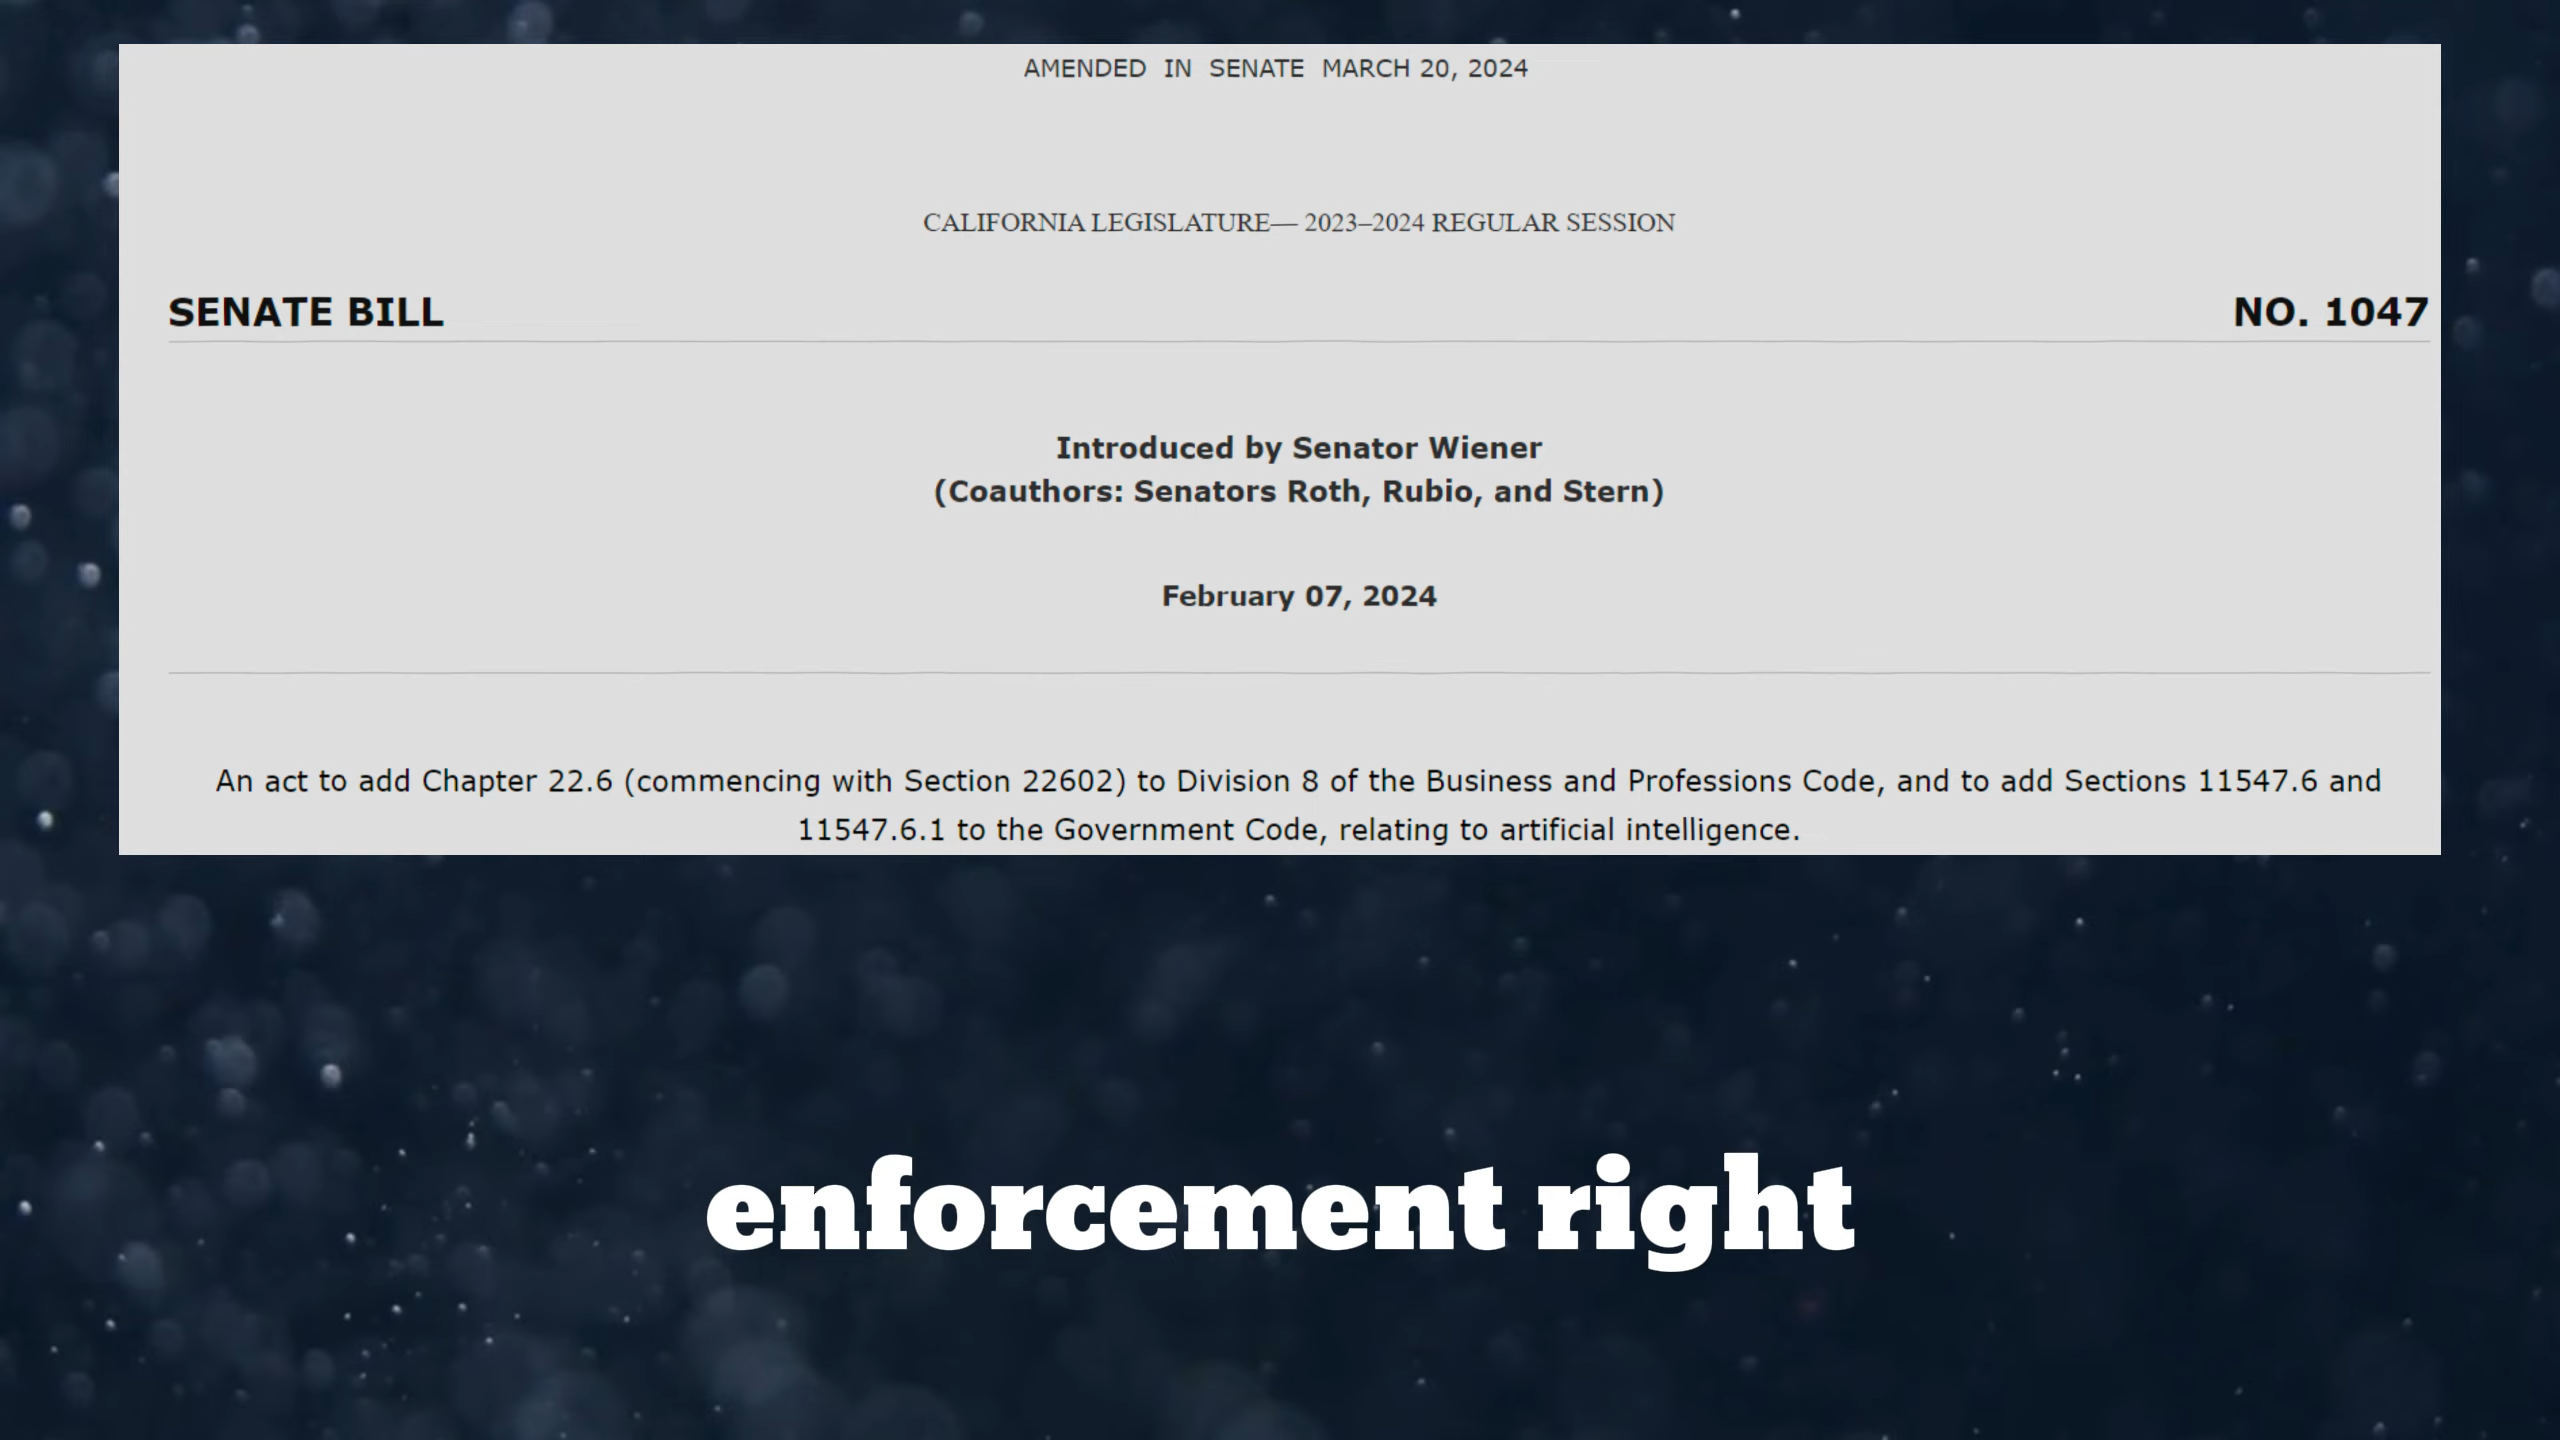 AMENDED IN SENATE MARCH 20, 2024
CALIFORNIA LEGISLATURE— 2023–2024 REGULAR SESSION
SENATE BILL NO. 1047
Introduced by Senator Wiener
(Coauthors: Senators Roth, Rubio, and Stern)
February 07, 2024
An act to add Chapter 22.6 (commencing with Section 22602) to Division 8 of the Business and Professions Code, and to add Sections 11547.6 and
11547.6.1 to the Government Code, relating to artificial intelligence.
enforcement right